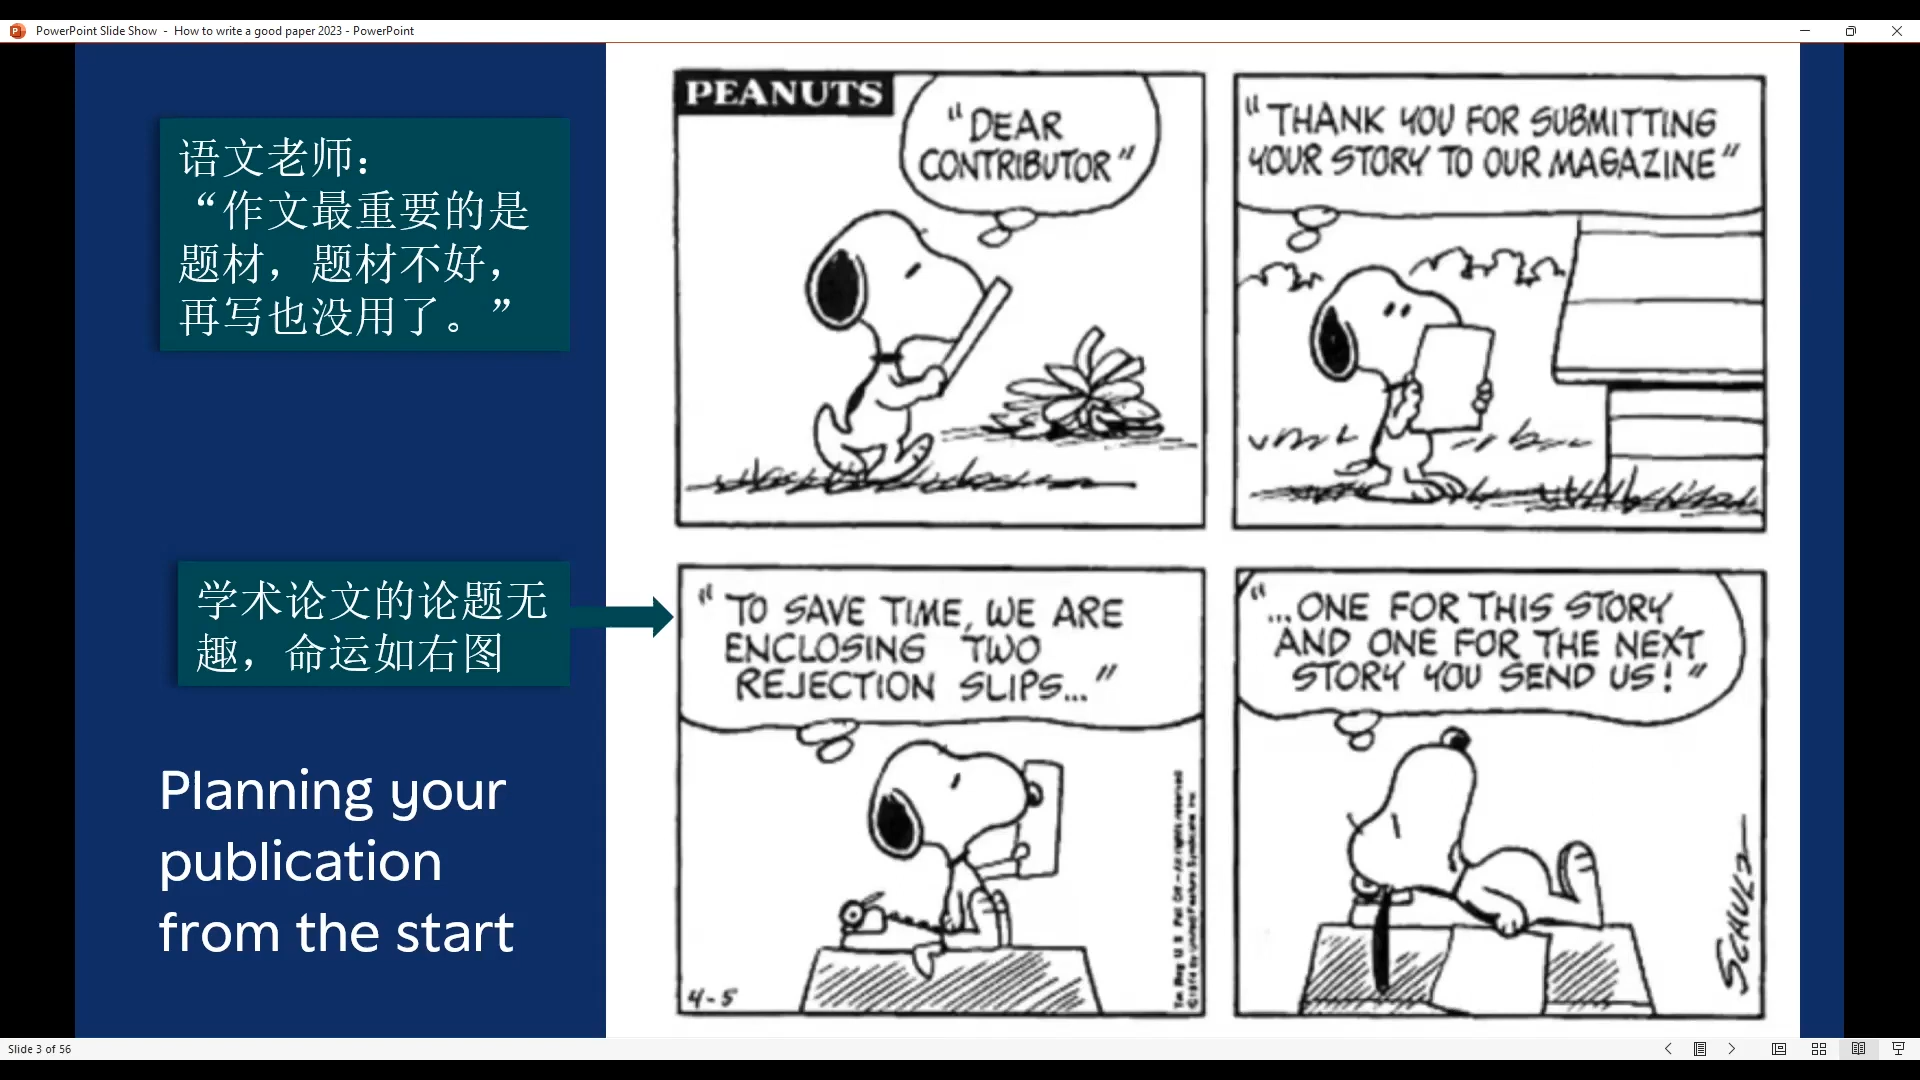 PowerPoint Slide Show - How to write a good paper 2023 - PowerPoint
语文老师：
“作文最重要的是
题材，题材不好，
再写也没用了。”
学术论文的论题无
趣，命运如右图
Planning your
publication
from the start
PEANUTS
"DEAR
CONTRIBUTOR"
"THANK YOU FOR SUBMITTING
YOUR STORY TO OUR MAGAZINE"
"TO SAVE TIME, WE ARE
ENCLOSING TWO
REJECTION SLIPS..."
4-5
"...ONE FOR THIS STORY
AND ONE FOR THE NEXT
STORY YOU SEND US!"
SCHULZ
Slide 3 of 56